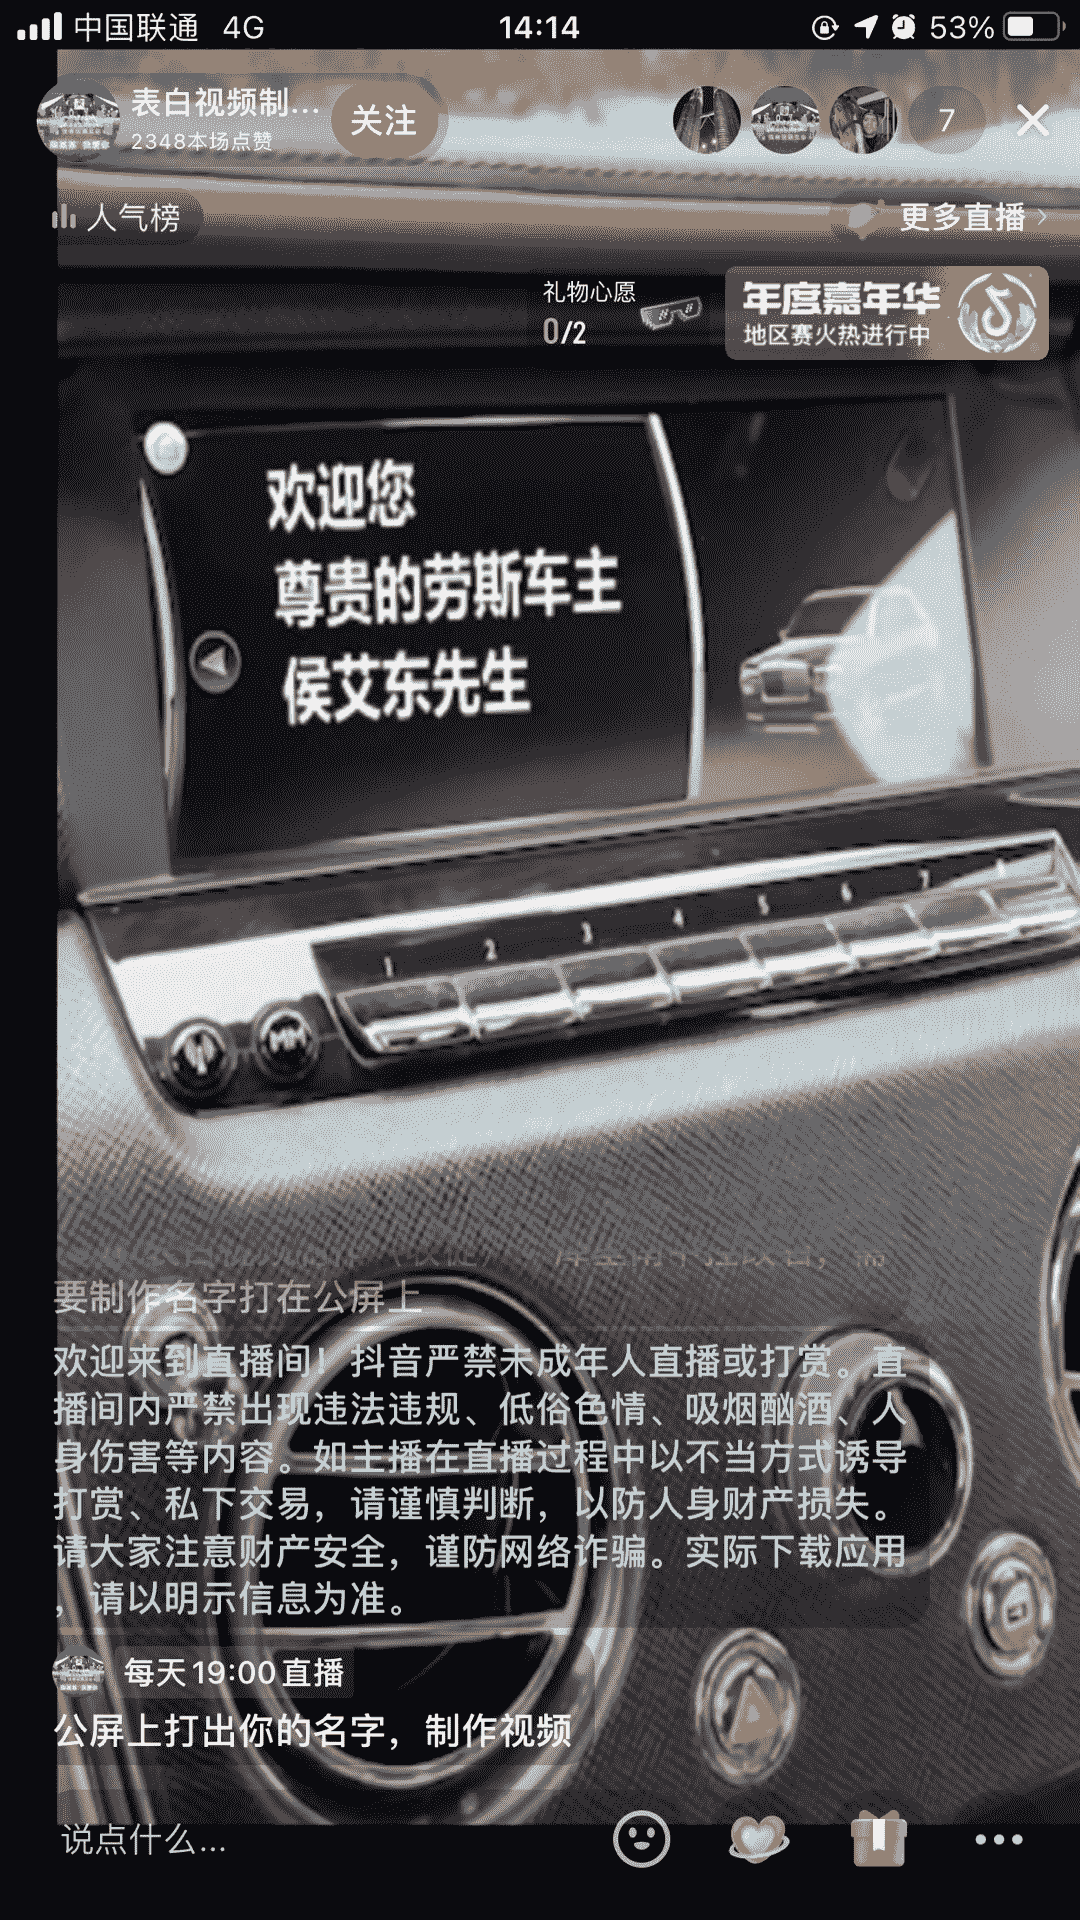 中国联通 4G 14:14 53%
表白视频制... 关注 7
2348本场点赞
人气榜 更多直播
礼物心愿
0/2
年度嘉年华
地区赛火热进行中
欢迎您
尊贵的劳斯车主
侯艾东先生
1 2 3 4 5 6 7
要制作名字打在公屏上
欢迎来到直播间！抖音严禁未成年人直播或打赏。直
播间内严禁出现违法违规、低俗色情、吸烟酗酒、人
身伤害等内容。如主播在直播过程中以不当方式诱导
打赏、私下交易，请谨慎判断，以防人身财产损失。
请大家注意财产安全，谨防网络诈骗。实际下载应用
，请以明示信息为准。
每天19:00直播
公屏上打出你的名字，制作视频
说点什么...